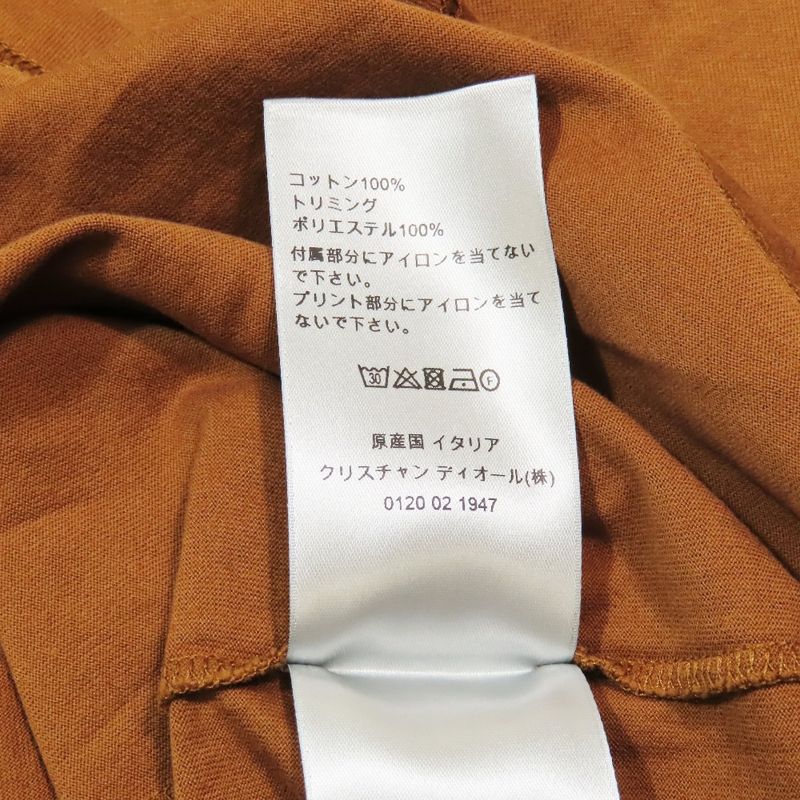 コットン100%
トリミング
ポリエステル100%
付属部分にアイロンを当てない
で下さい。
プリント部分にアイロンを当て
ないで下さい。
30 F
原産国 イタリア
クリスチャン ディオール(株)
0120 02 1947